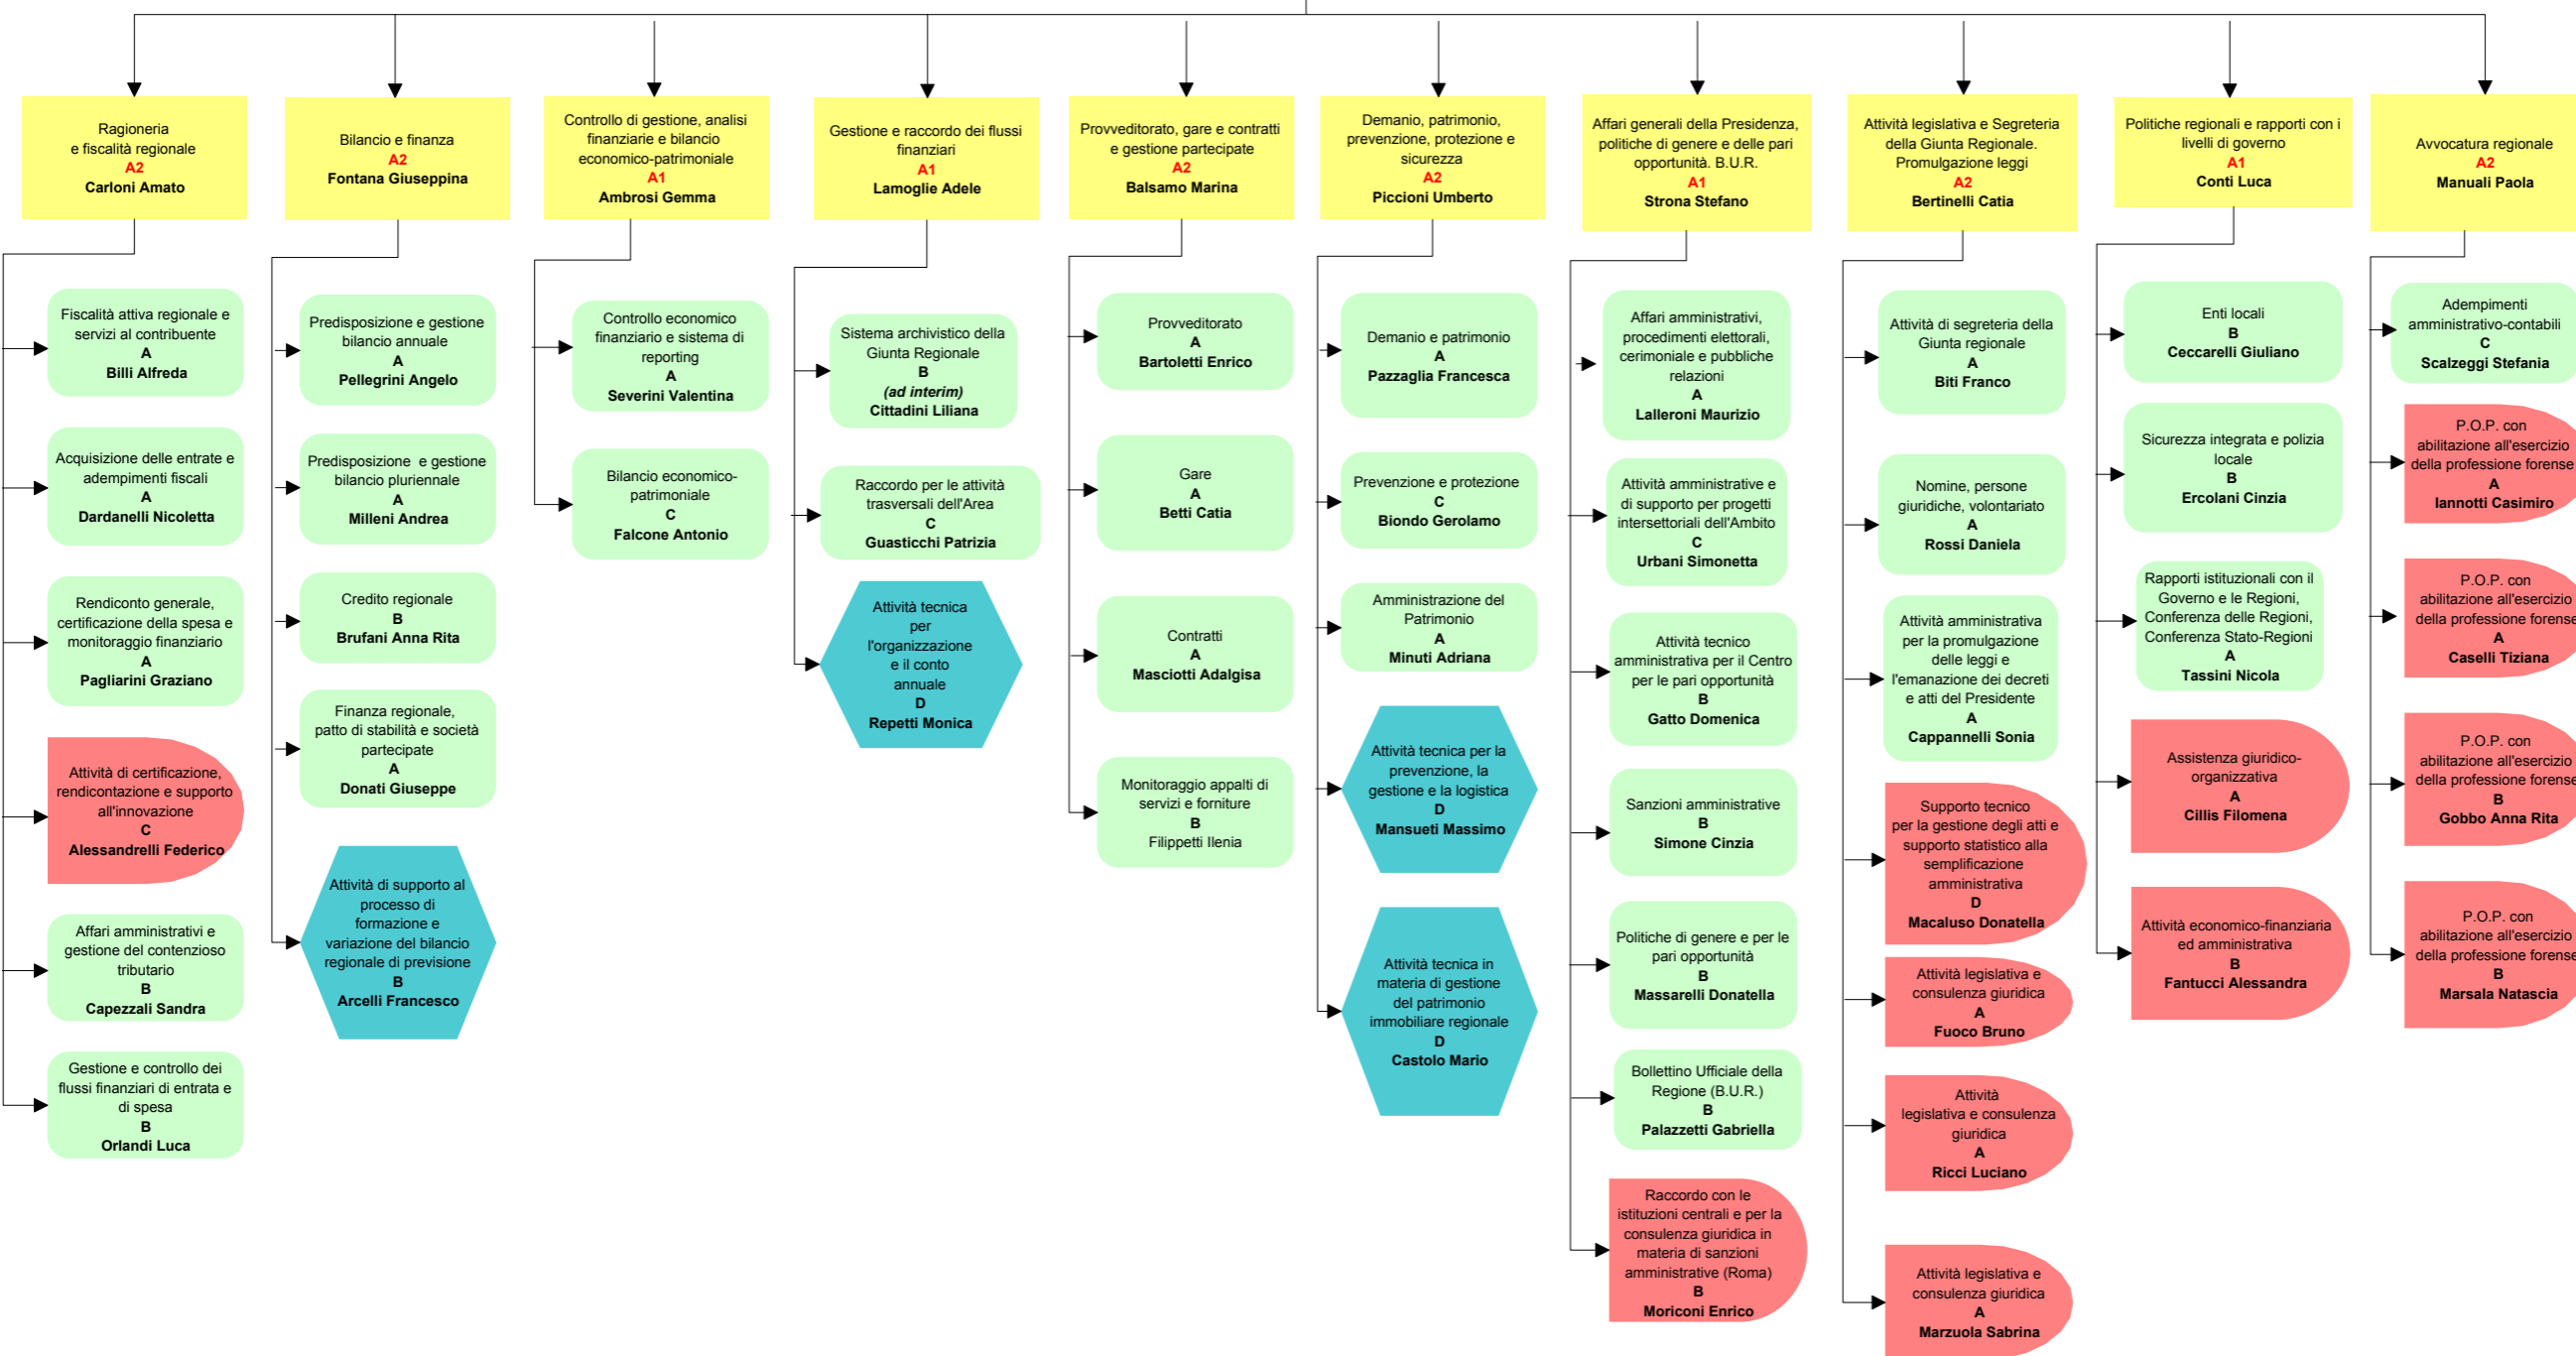 Ragioneria
e fiscalità regionale
A2
Carloni Amato
Bilancio e finanza
A2
Fontana Giuseppina
Controllo di gestione, analisi
finanziarie e bilancio
economico-patrimoniale
A1
Ambrosi Gemma
Gestione e raccordo dei flussi
finanziari
A1
Lamoglie Adele
Provveditorato, gare e contratti
e gestione partecipate
A2
Balsamo Marina
Demanio, patrimonio,
prevenzione, protezione e
sicurezza
A2
Piccioni Umberto
Affari generali della Presidenza,
politiche di genere e delle pari
opportunità. B.U.R.
A1
Strona Stefano
Attività legislativa e Segreteria
della Giunta Regionale.
Promulgazione leggi
A2
Bertinelli Catia
Politiche regionali e rapporti con i
livelli di governo
A1
Conti Luca
Avvocatura regionale
A2
Manuali Paola
Fiscalità attiva regionale e
servizi al contribuente
A
Billi Alfreda
Acquisizione delle entrate e
adempimenti fiscali
A
Dardanelli Nicoletta
Rendiconto generale,
certificazione della spesa e
monitoraggio finanziario
A
Pagliarini Graziano
Attività di certificazione,
rendicontazione e supporto
all'innovazione
C
Alessandrelli Federico
Affari amministrativi e
gestione del contenzioso
tributario
B
Capezzali Sandra
Gestione e controllo dei
flussi finanziari di entrata e
di spesa
B
Orlandi Luca
Predisposizione e gestione
bilancio annuale
A
Pellegrini Angelo
Predisposizione e gestione
bilancio pluriennale
A
Milleni Andrea
Credito regionale
B
Brufani Anna Rita
Finanza regionale,
patto di stabilità e società
partecipate
A
Donati Giuseppe
Attività di supporto al
processo di
formazione e
variazione del bilancio
regionale di previsione
B
Arcelli Francesco
Controllo economico
finanziario e sistema di
reporting
A
Severini Valentina
Bilancio economico-
patrimoniale
C
Falcone Antonio
Sistema archivistico della
Giunta Regionale
B
(ad interim)
Cittadini Liliana
Raccordo per le attività
trasversali dell'Area
C
Guasticchi Patrizia
Attività tecnica
per
l'organizzazione
e il conto
annuale
D
Repetti Monica
Provveditorato
A
Bartoletti Enrico
Gare
A
Betti Catia
Contratti
A
Masciotti Adalgisa
Monitoraggio appalti di
servizi e forniture
B
Filippetti Ilenia
Demanio e patrimonio
A
Pazzaglia Francesca
Prevenzione e protezione
C
Biondo Gerolamo
Amministrazione del
Patrimonio
A
Minuti Adriana
Attività tecnica per la
prevenzione, la
gestione e la logistica
D
Mansueti Massimo
Attività tecnica in
materia di gestione
del patrimonio
immobiliare regionale
D
Castolo Mario
Affari amministrativi,
procedimenti elettorali,
cerimoniale e pubbliche
relazioni
A
Lalleroni Maurizio
Attività amministrative e
di supporto per progetti
intersettoriali dell'Ambito
C
Urbani Simonetta
Attività tecnico
amministrativa per il Centro
per le pari opportunità
B
Gatto Domenica
Sanzioni amministrative
B
Simone Cinzia
Politiche di genere e per le
pari opportunità
B
Massarelli Donatella
Bollettino Ufficiale della
Regione (B.U.R.)
B
Palazzetti Gabriella
Raccordo con le
istituzioni centrali e per la
consulenza giuridica in
materia di sanzioni
amministrative (Roma)
B
Moriconi Enrico
Attività di segreteria della
Giunta regionale
A
Biti Franco
Nomine, persone
giuridiche, volontariato
A
Rossi Daniela
Attività amministrativa
per la promulgazione
delle leggi e
l'emanazione dei decreti
e atti del Presidente
A
Cappannelli Sonia
Supporto tecnico
per la gestione degli atti e
supporto statistico alla
semplificazione
amministrativa
D
Macaluso Donatella
Attività legislativa e
consulenza giuridica
A
Fuoco Bruno
Attività
legislativa e consulenza
giuridica
A
Ricci Luciano
Attività legislativa e
consulenza giuridica
A
Marzuola Sabrina
Enti locali
B
Ceccarelli Giuliano
Sicurezza integrata e polizia
locale
B
Ercolani Cinzia
Rapporti istituzionali con il
Governo e le Regioni,
Conferenza delle Regioni,
Conferenza Stato-Regioni
A
Tassini Nicola
Assistenza giuridico-
organizzativa
A
Cillis Filomena
Attività economico-finanziaria
ed amministrativa
B
Fantucci Alessandra
Adempimenti
amministrativo-contabili
C
Scalzeggi Stefania
P.O.P. con
abilitazione all'esercizio
della professione forense
A
Iannotti Casimiro
P.O.P. con
abilitazione all'esercizio
della professione forense
A
Caselli Tiziana
P.O.P. con
abilitazione all'esercizio
della professione forense
B
Gobbo Anna Rita
P.O.P. con
abilitazione all'esercizio
della professione forense
B
Marsala Natascia